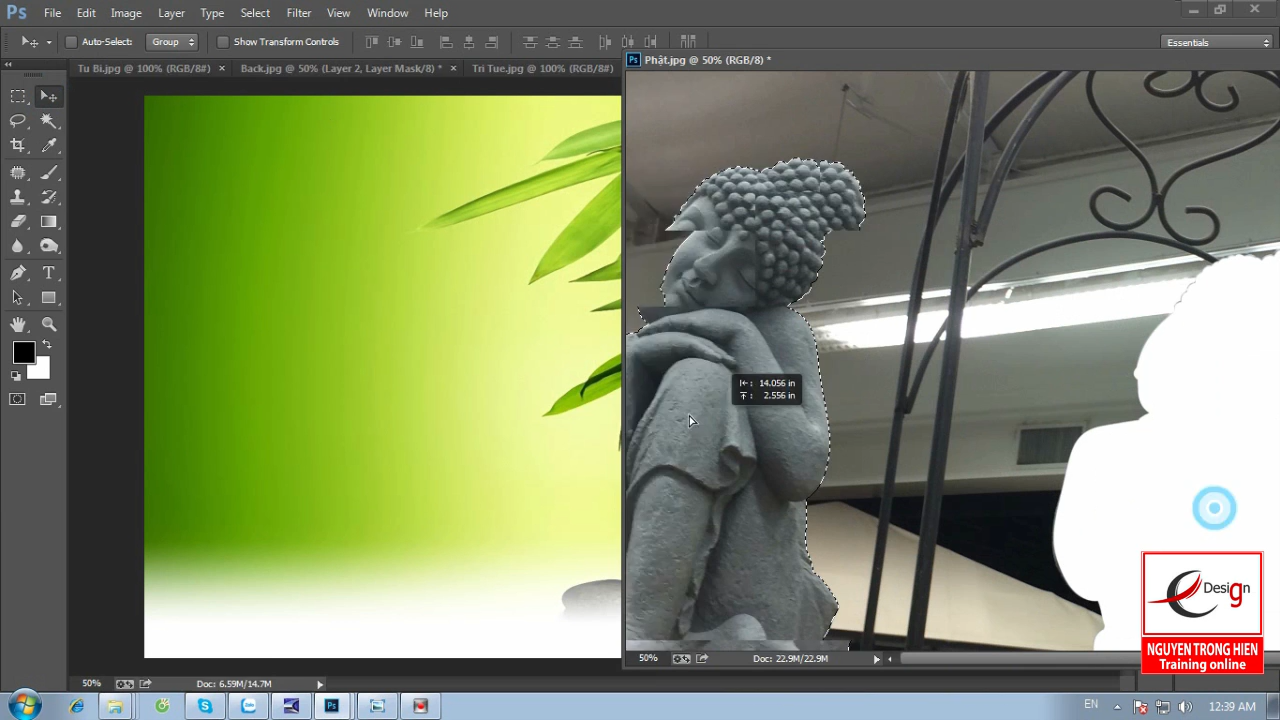 Ps File Edit Image Layer Type Select Filter View Window Help
Auto-Select: Group Show Transform Controls Essentials
Tu Bi.jpg @ 100% (RGB/8#) × Back.jpg @ 50% (Layer 2, Layer Mask/8) * × Tri Tue.jpg @ 100% (RGB/8#)
Ps Phật.jpg @ 50% (RGB/8) *
T
14.056 in
2.556 in
Design
NGUYEN TRONG HIEN
Training online
50% Doc: 22.9M/22.9M
50% Doc: 6.59M/14.7M
Ps EN 12:39 AM